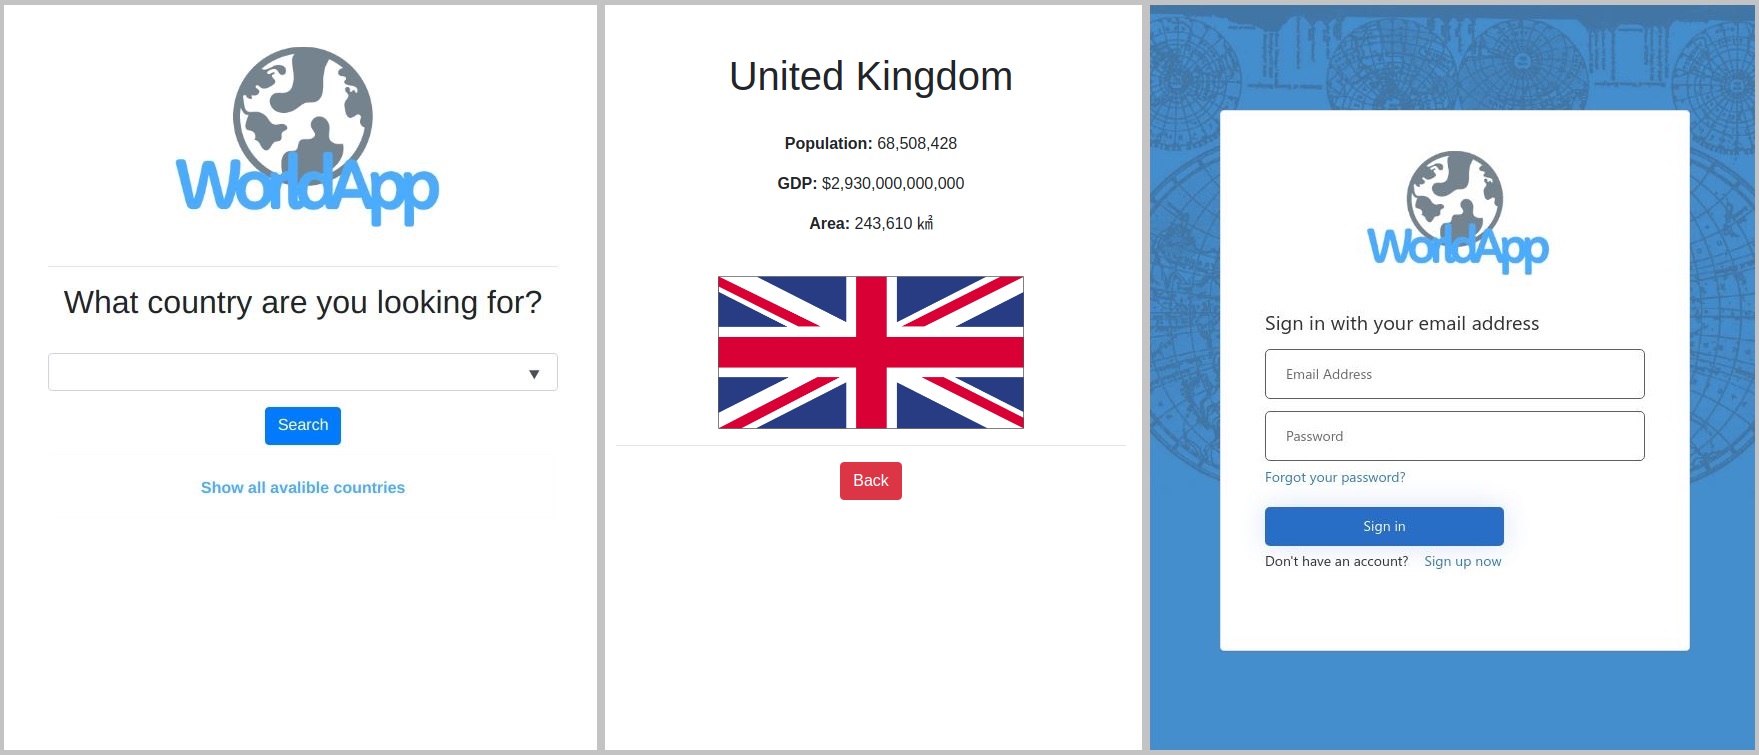 WorldApp
What country are you looking for?
Search
Show all avalible countries
United Kingdom
Population: 68,508,428
GDP: $2,930,000,000,000
Area: 243,610 ㎢
Back
WorldApp
Sign in with your email address
Email Address
Password
Forgot your password?
Sign in
Don't have an account? Sign up now